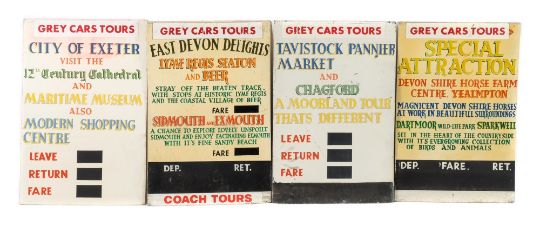 GREY CARS TOURS
CITY OF EXETER
VISIT THE
12th Century Cathedral
AND
MARITIME MUSEUM
ALSO
MODERN SHOPPING
CENTRE
LEAVE
RETURN
FARE
GREY CARS TOURS
EAST DEVON DELIGHTS
LYME REGIS SEATON
AND BEER
STRAY OFF THE BEATEN TRACK
WITH STOPS AT HISTORIC LYME REGIS
AND THE COASTAL VILLAGE OF BEER
FARE
SIDMOUTH EXMOUTH
A CHANCE TO EXPLORE LOVELY UNSPOILT
SIDMOUTH AND ENJOY EXMOUTH
WITH IT'S FINE SANDY BEACH
FARE
DEP. RET.
COACH TOURS
GREY CARS TOURS
TAVISTOCK PANNIER
MARKET
AND
CHAGFORD
A MOORLAND TOUR
THATS DIFFERENT
LEAVE
RETURN
FARE
GREY CARS TOURS
SPECIAL
ATTRACTION
DEVON SHIRE HORSE FARM
CENTRE, YEALMPTON
MAGNIFICENT DEVON SHIRE HORSES
AT WORK IN BEAUTIFUL SURROUNDINGS
DARTMOOR WILD LIFE PARK SPARKWELL
SET IN THE HEART OF THE COUNTRYSIDE
WITH IT'S EVERGROWING COLLECTION
OF BIRDS AND ANIMALS
DEP. FARE. RET.